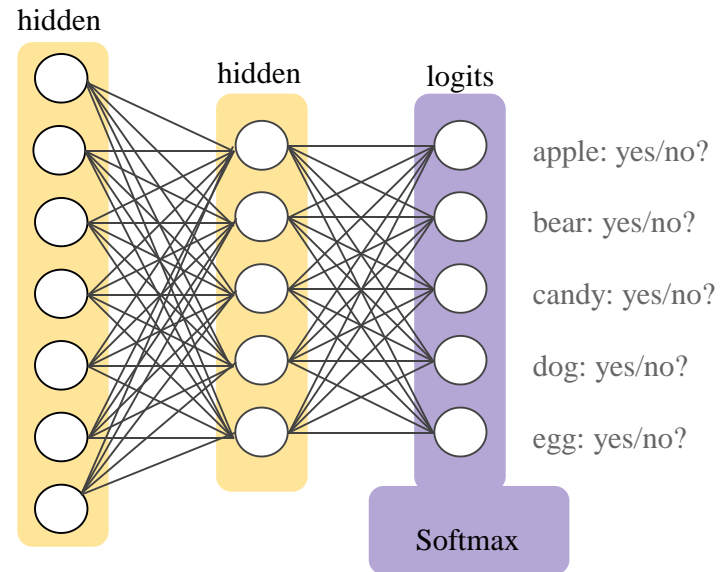 hidden
hidden
logits
apple: yes/no?
bear: yes/no?
candy: yes/no?
dog: yes/no?
egg: yes/no?
Softmax